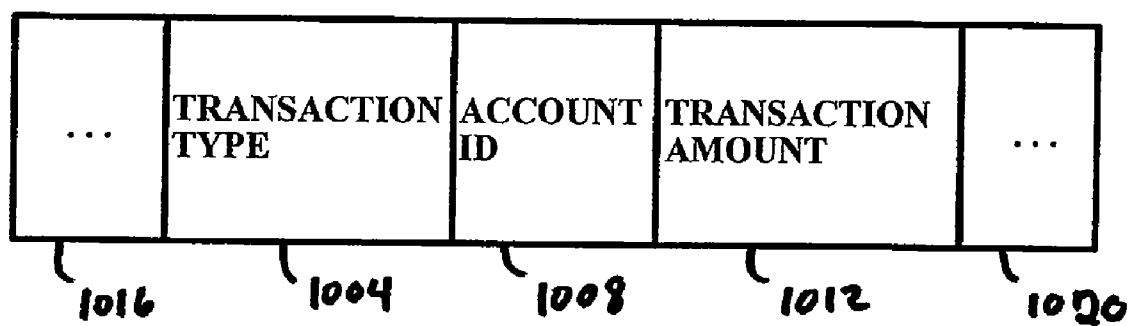 ... TRANSACTION TYPE ACCOUNT ID TRANSACTION AMOUNT ...
1016 1004 1008 1012 1020